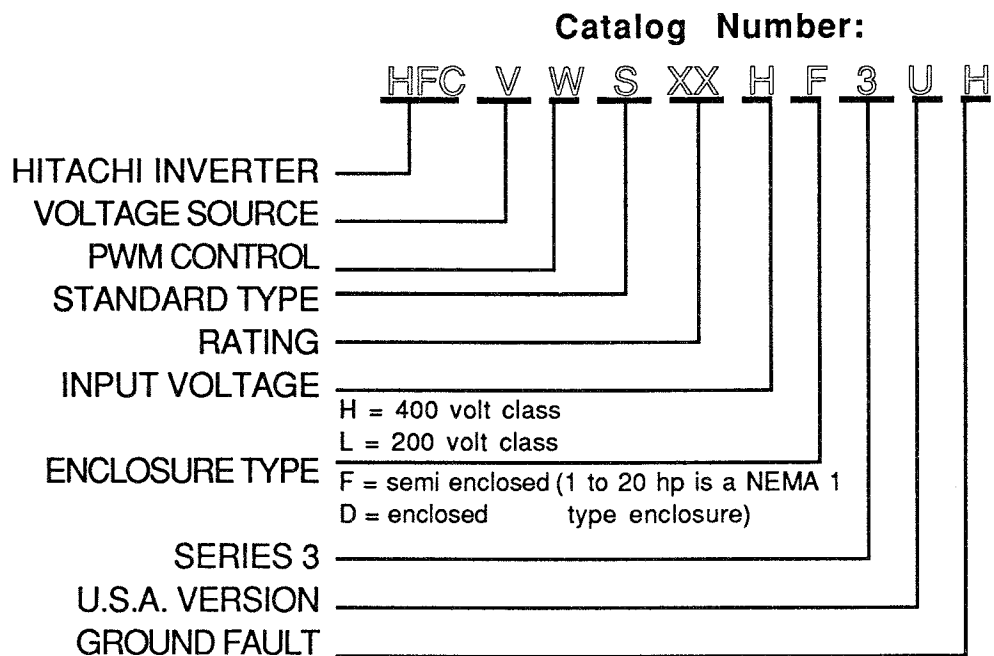 Catalog Number:
HFC V W S XX H F 3 U H
HITACHI INVERTER
VOLTAGE SOURCE
PWM CONTROL
STANDARD TYPE
RATING
INPUT VOLTAGE
H = 400 volt class
L = 200 volt class
ENCLOSURE TYPE
F = semi enclosed (1 to 20 hp is a NEMA 1
D = enclosed type enclosure)
SERIES 3
U.S.A. VERSION
GROUND FAULT